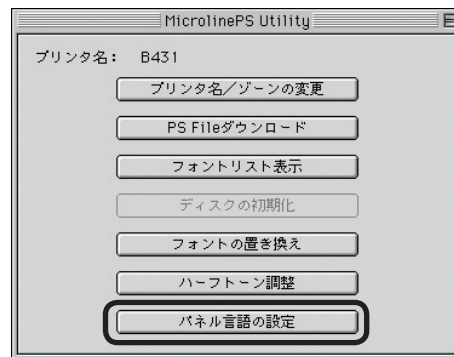 MicrolinePS Utility
プリンタ名： B431
プリンタ名／ゾーンの変更
PS Fileダウンロード
フォントリスト表示
ディスクの初期化
フォントの置き換え
ハーフトーン調整
パネル言語の設定